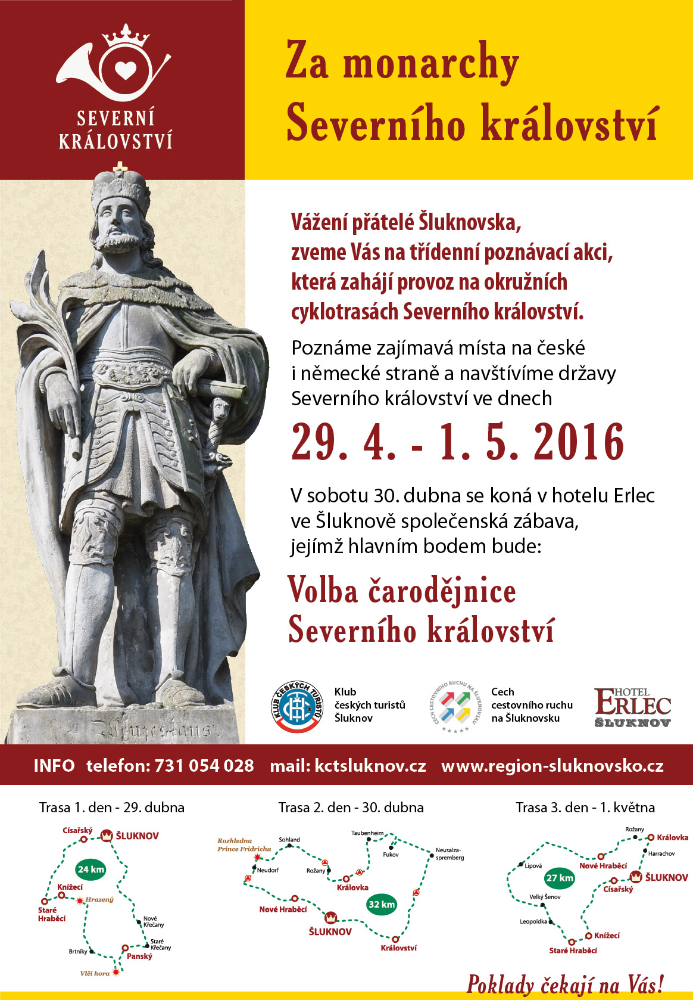 SEVERNÍ
KRÁLOVSTVÍ
Za monarchy
Severního království
Vážení přátelé Šluknovska,
zveme Vás na třídenní poznávací akci,
která zahájí provoz na okružních
cyklotrasách Severního království.
Poznáme zajímavá místa na české
i německé straně a navštívíme državy
Severního království ve dnech
29. 4. - 1. 5. 2016
V sobotu 30. dubna se koná v hotelu Erlec
ve Šluknově společenská zábava,
jejímž hlavním bodem bude:
Volba čarodějnice
Severního království
Wenzeslaus.
KLUB ČESKÝCH TURISTŮ
KČT
Klub
českých turistů
Šluknov
CECH CESTOVNÍHO RUCHU NA ŠLUKNOVSKU
Cech
cestovního ruchu
na Šluknovsku
HOTEL
ERLEC
ŠLUKNOV
INFO telefon: 731 054 028 mail: kctsluknov.cz www.region-sluknovsko.cz
Trasa 1. den - 29. dubna
Císařský
ŠLUKNOV
24 km
Knížecí
Hrazený
Staré
Hraběcí
Nové
Křečany
Staré
Křečany
Brtníky
Panský
Vlčí hora
Trasa 2. den - 30. dubna
Rozhledna
Prince Fridricha
Sohland
Taubenheim
Fukov
Neusalza-
spremberg
Neudorf
Rožany
Královka
Nové Hraběcí
32 km
ŠLUKNOV
Království
Trasa 3. den - 1. května
Rožany
Královka
Harrachov
Nové Hraběcí
Lipová
27 km
ŠLUKNOV
Císařský
Velký Šenov
Leopoldka
Knížecí
Staré Hraběcí
Poklady čekají na Vás!